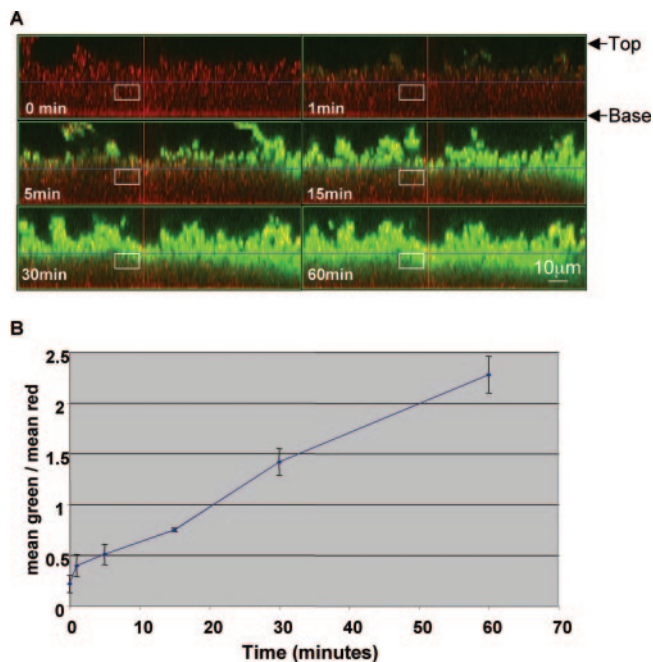 A
Top
0 min
1min
Base
5min
15min
30min
60min
10μm
B
2.5
2
1.5
1
0.5
0
mean green / mean red
0 10 20 30 40 50 60 70
Time (minutes)